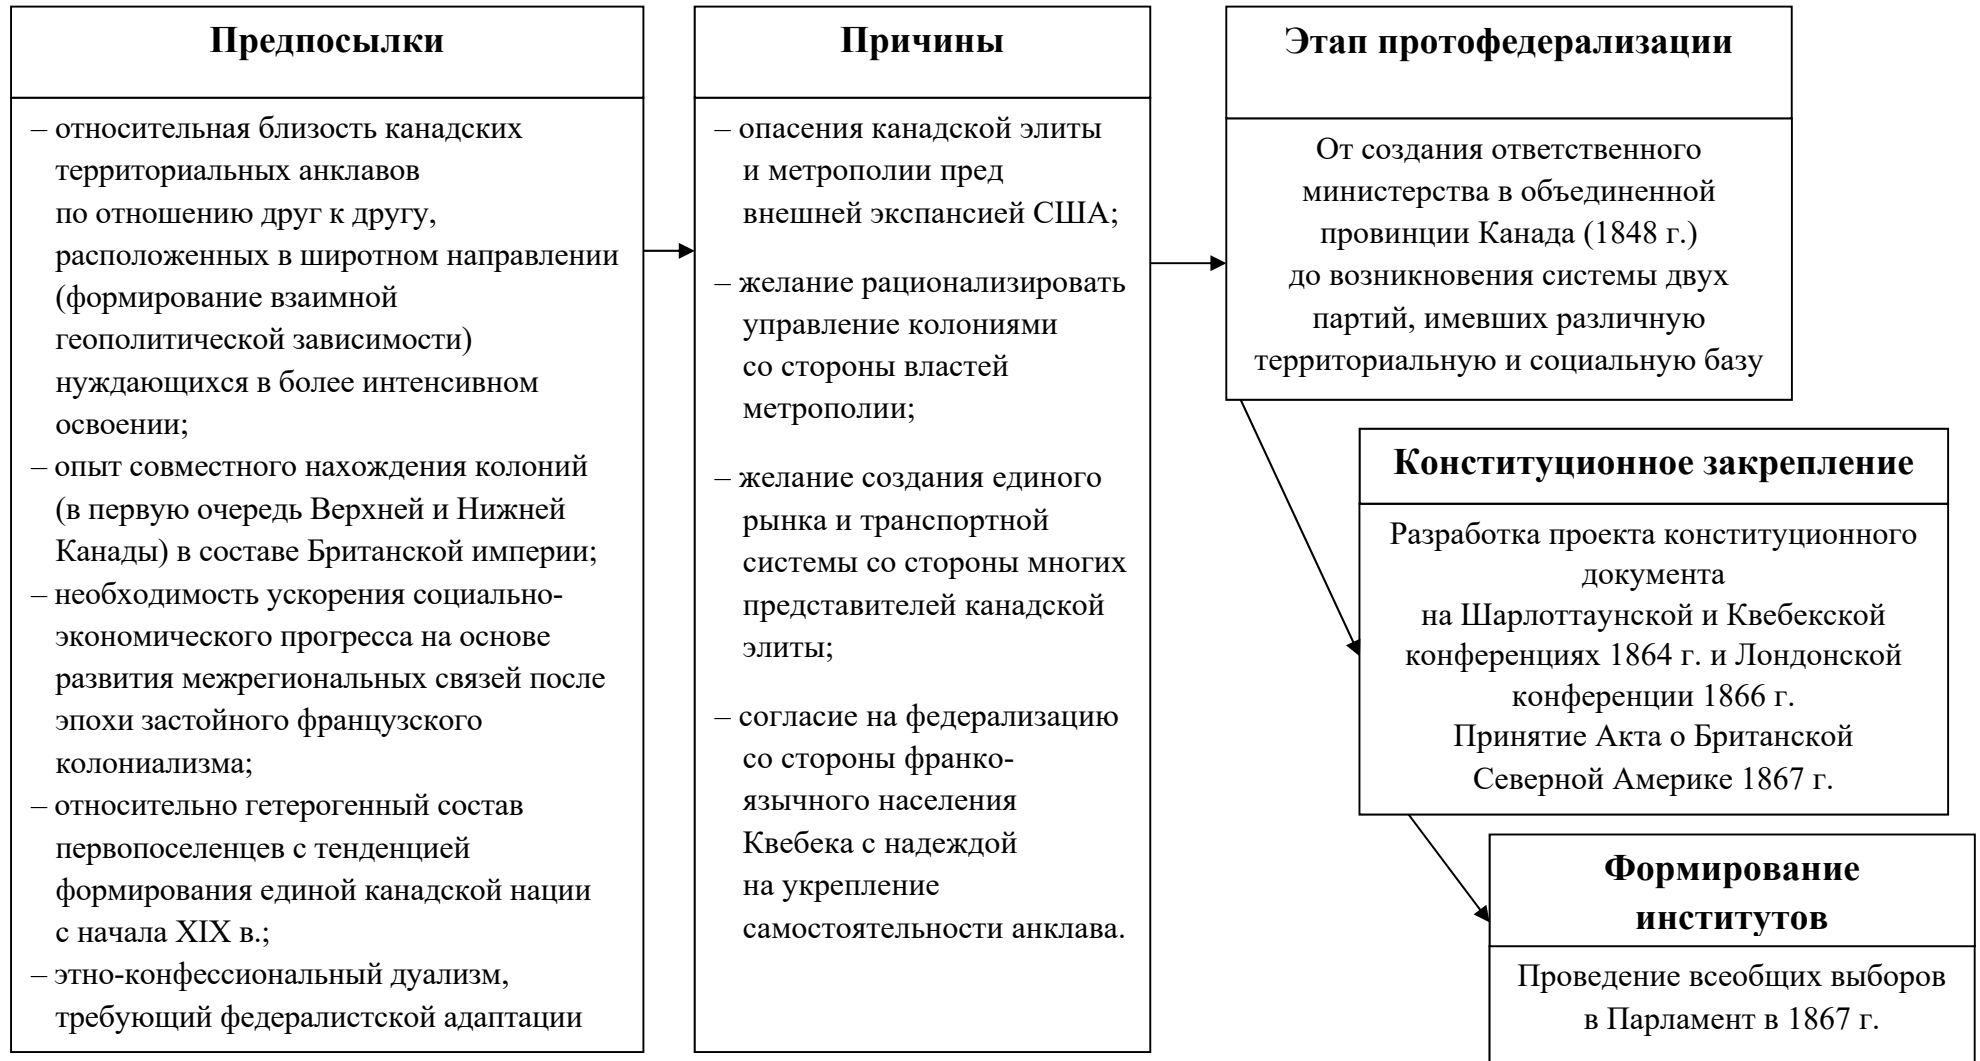 Предпосылки
– относительная близость канадских
территориальных анклавов
по отношению друг к другу,
расположенных в широтном направлении
(формирование взаимной
геополитической зависимости)
нуждающихся в более интенсивном
освоении;
– опыт совместного нахождения колоний
(в первую очередь Верхней и Нижней
Канады) в составе Британской империи;
– необходимость ускорения социально-
экономического прогресса на основе
развития межрегиональных связей после
эпохи застойного французского
колониализма;
– относительно гетерогенный состав
первопоселенцев с тенденцией
формирования единой канадской нации
с начала XIX в.;
– этно-конфессиональный дуализм,
требующий федералистской адаптации
Причины
– опасения канадской элиты
и метрополии пред
внешней экспансией США;
– желание рационализировать
управление колониями
со стороны властей
метрополии;
– желание создания единого
рынка и транспортной
системы со стороны многих
представителей канадской
элиты;
– согласие на федерализацию
со стороны франко-
язычного населения
Квебека с надеждой
на укрепление
самостоятельности анклава.
Этап протофедерализации
От создания ответственного
министерства в объединенной
провинции Канада (1848 г.)
до возникновения системы двух
партий, имевших различную
территориальную и социальную базу
Конституционное закрепление
Разработка проекта конституционного
документа
на Шарлоттаунской и Квебекской
конференциях 1864 г. и Лондонской
конференции 1866 г.
Принятие Акта о Британской
Северной Америке 1867 г.
Формирование
институтов
Проведение всеобщих выборов
в Парламент в 1867 г.